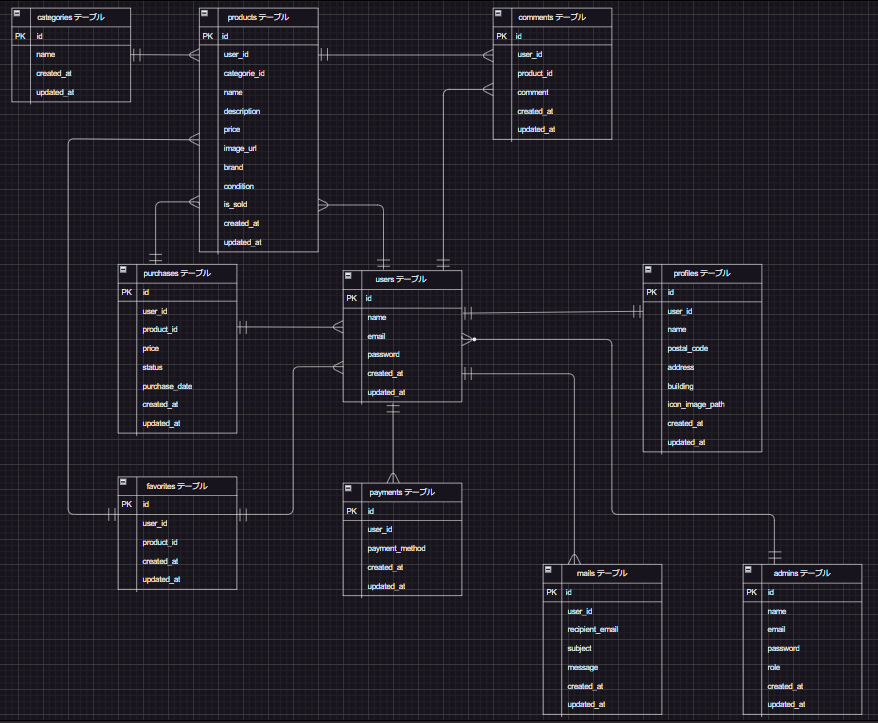 categories テーブル
PK id
name
created_at
updated_at
products テーブル
PK id
user_id
categorie_id
name
description
price
image_url
brand
condition
is_sold
created_at
updated_at
comments テーブル
PK id
user_id
product_id
comment
created_at
updated_at
purchases テーブル
PK id
user_id
product_id
price
status
purchase_date
created_at
updated_at
users テーブル
PK id
name
email
password
created_at
updated_at
profiles テーブル
PK id
user_id
name
postal_code
address
building
icon_image_path
created_at
updated_at
favorites テーブル
PK id
user_id
product_id
created_at
updated_at
payments テーブル
PK id
user_id
payment_method
created_at
updated_at
mails テーブル
PK id
user_id
recipient_email
subject
message
created_at
updated_at
admins テーブル
PK id
name
email
password
role
created_at
updated_at